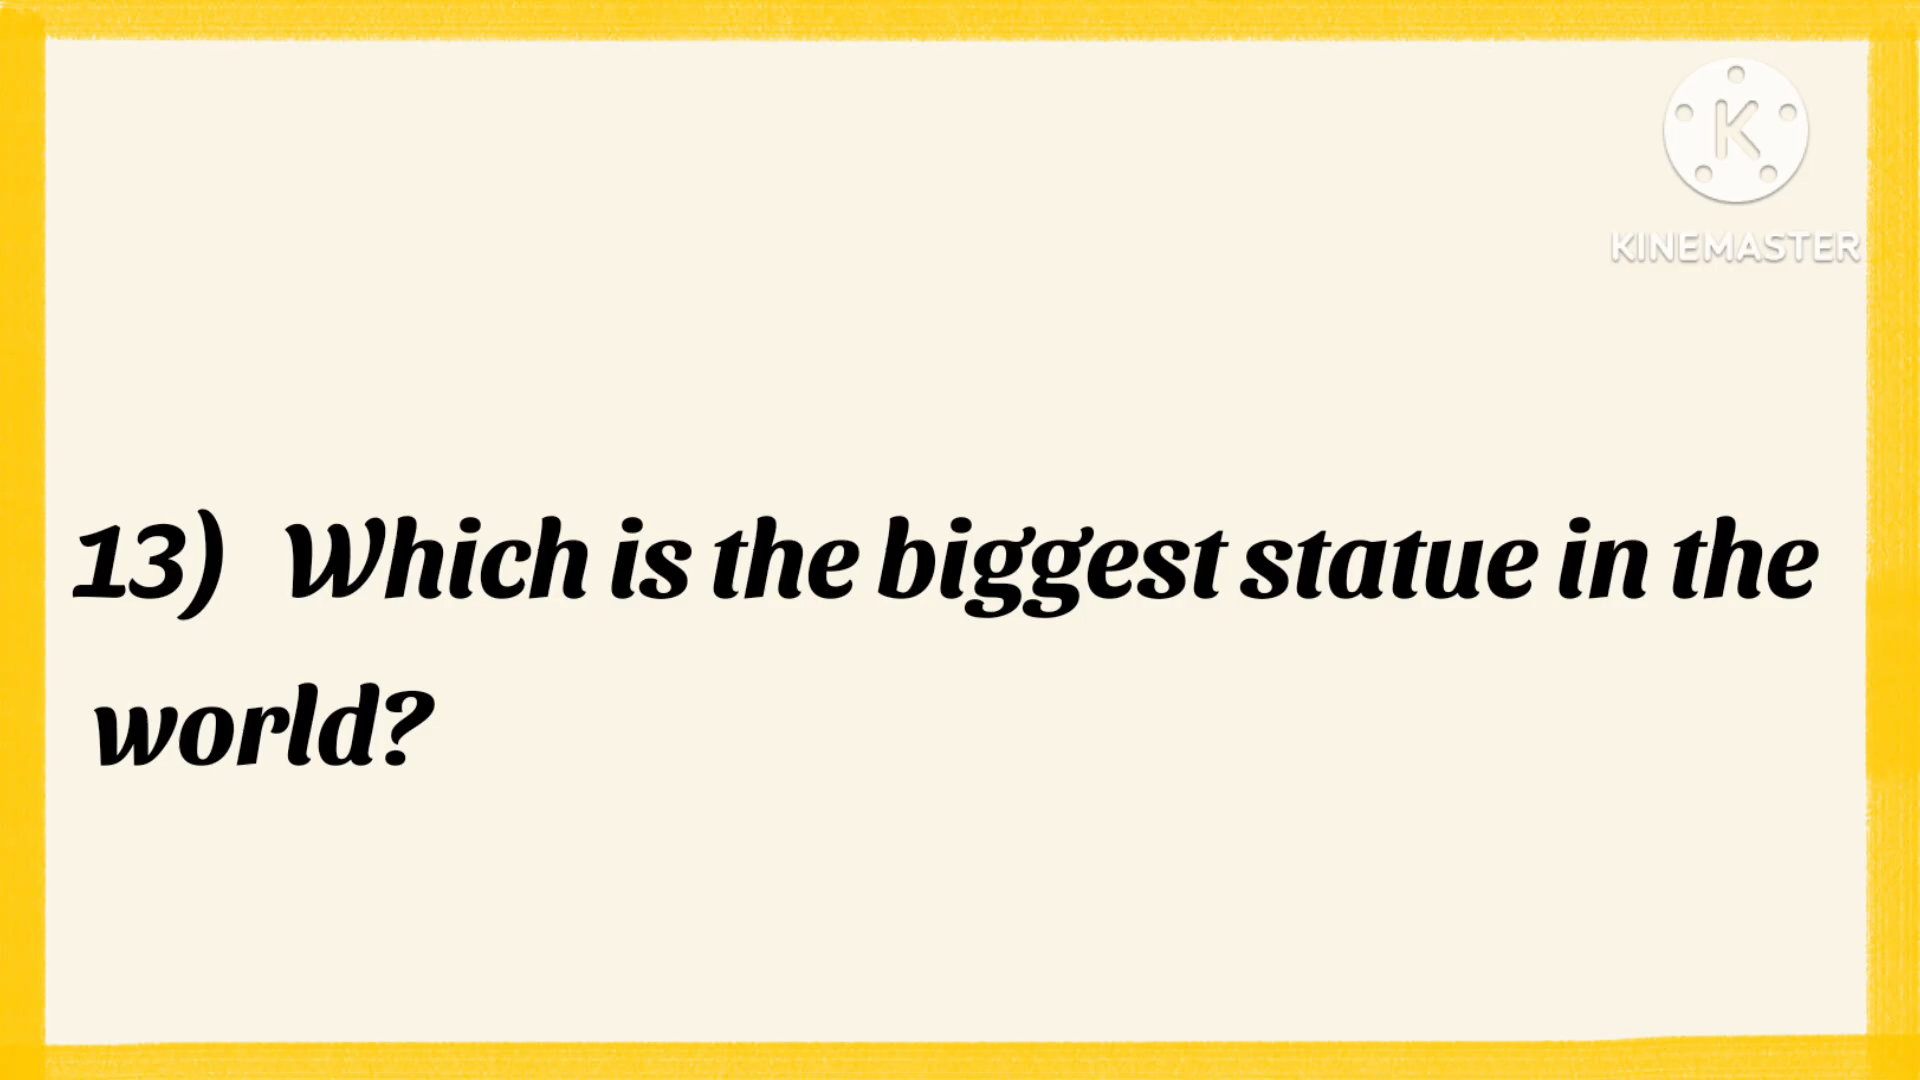 K
KINEMASTER
13) Which is the biggest statue in the
world?